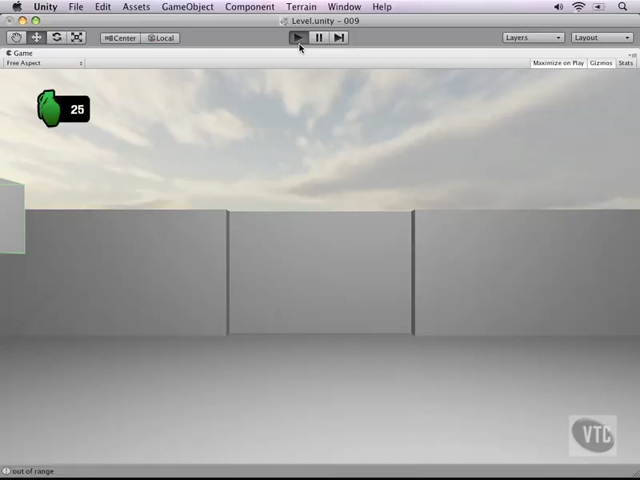 Unity File Edit Assets GameObject Component Terrain Window Help
Level.unity - 009
Center Local Layers Layout
Game
Free Aspect Maximize on Play Gizmos Stats
25
VTC
out of range